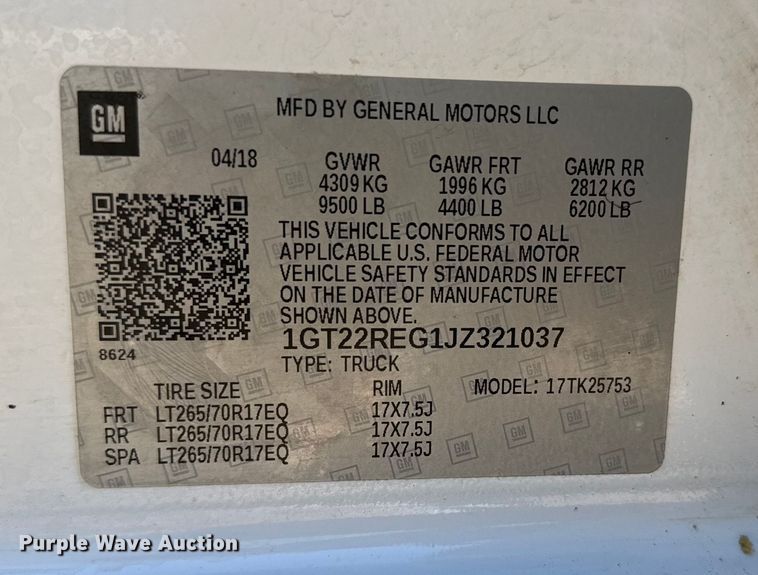 GM
MFD BY GENERAL MOTORS LLC
04/18 GVWR GAWR FRT GAWR RR
4309 KG 1996 KG 2812 KG
9500 LB 4400 LB 6200 LB
THIS VEHICLE CONFORMS TO ALL
APPLICABLE U.S. FEDERAL MOTOR
VEHICLE SAFETY STANDARDS IN EFFECT
ON THE DATE OF MANUFACTURE
SHOWN ABOVE.
8624
1GT22REG1JZ321037
TYPE: TRUCK
TIRE SIZE RIM MODEL: 17TK25753
FRT LT265/70R17EQ 17X7.5J
RR LT265/70R17EQ 17X7.5J
SPA LT265/70R17EQ 17X7.5J
Purple Wave Auction